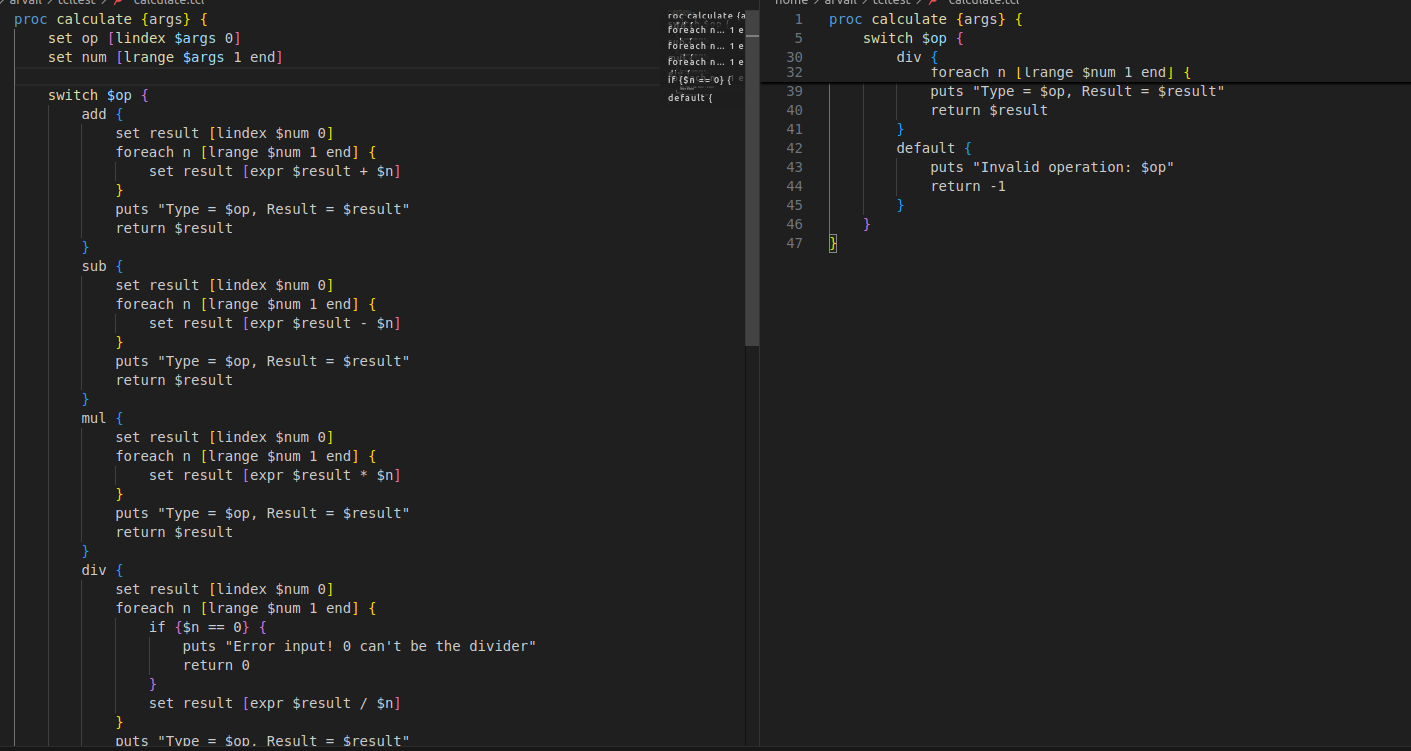 arvail > tcltest > calculate.tcl
proc calculate {args} {
    set op [lindex $args 0]
    set num [lrange $args 1 end]

    switch $op {
        add {
            set result [lindex $num 0]
            foreach n [lrange $num 1 end] {
                set result [expr $result + $n]
            }
            puts "Type = $op, Result = $result"
            return $result
        }
        sub {
            set result [lindex $num 0]
            foreach n [lrange $num 1 end] {
                set result [expr $result - $n]
            }
            puts "Type = $op, Result = $result"
            return $result
        }
        mul {
            set result [lindex $num 0]
            foreach n [lrange $num 1 end] {
                set result [expr $result * $n]
            }
            puts "Type = $op, Result = $result"
            return $result
        }
        div {
            set result [lindex $num 0]
            foreach n [lrange $num 1 end] {
                if {$n == 0} {
                    puts "Error input! 0 can't be the divider"
                    return 0
                }
                set result [expr $result / $n]
            }
            puts "Type = $op, Result = $result"
roc calculate {a
foreach n... 1 e
foreach n... 1 e
foreach n... 1 e
if {$n == 0} {
default {
home > arvail > tcltest > calculate.tcl
1 proc calculate {args} {
5     switch $op {
30         div {
32             foreach n [lrange $num 1 end] {
39             puts "Type = $op, Result = $result"
40             return $result
41         }
42         default {
43             puts "Invalid operation: $op"
44             return -1
45         }
46     }
47 }